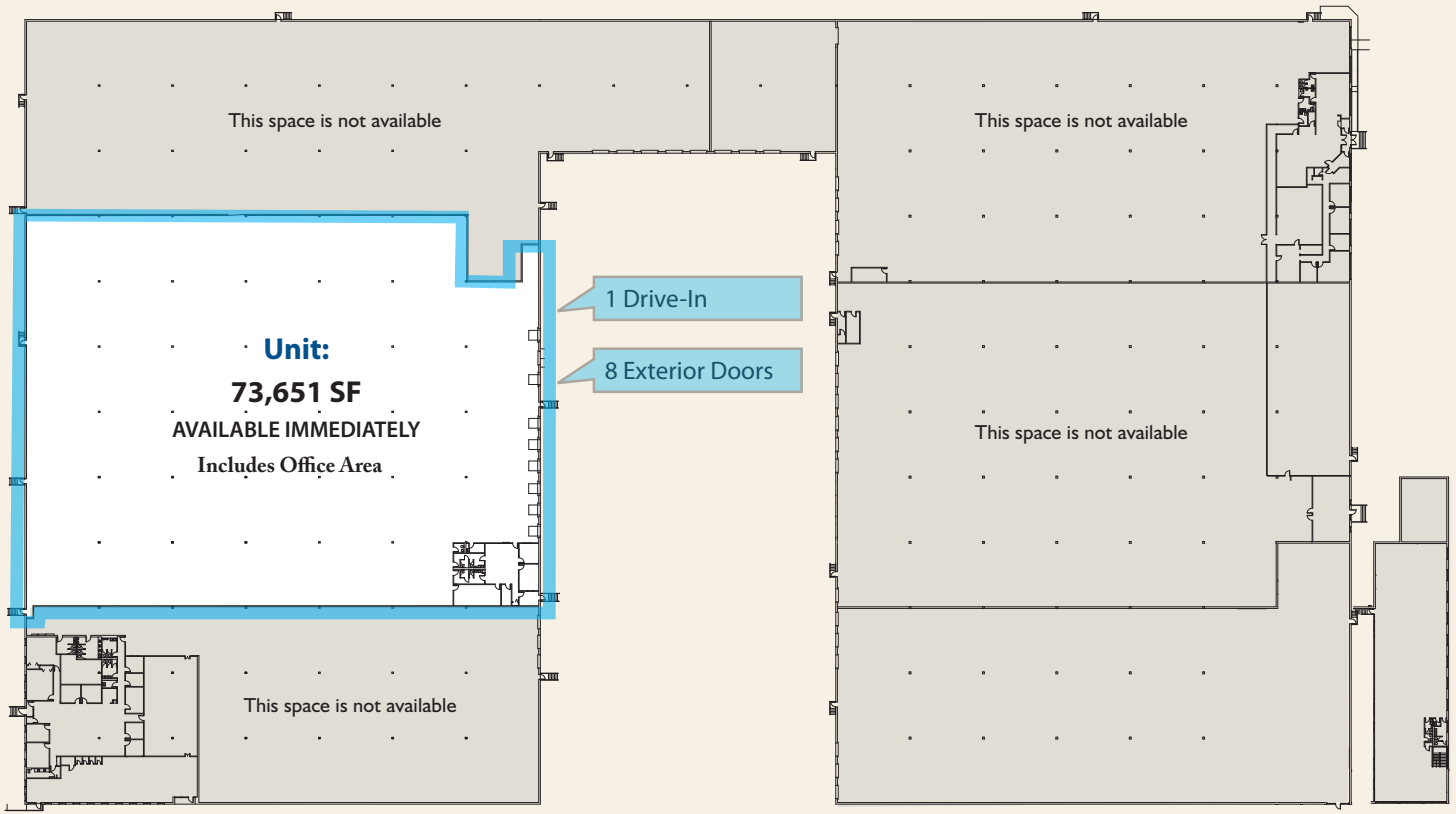 This space is not available
This space is not available
1 Drive-In
Unit:
8 Exterior Doors
73,651 SF
AVAILABLE IMMEDIATELY
Includes Office Area
This space is not available
This space is not available